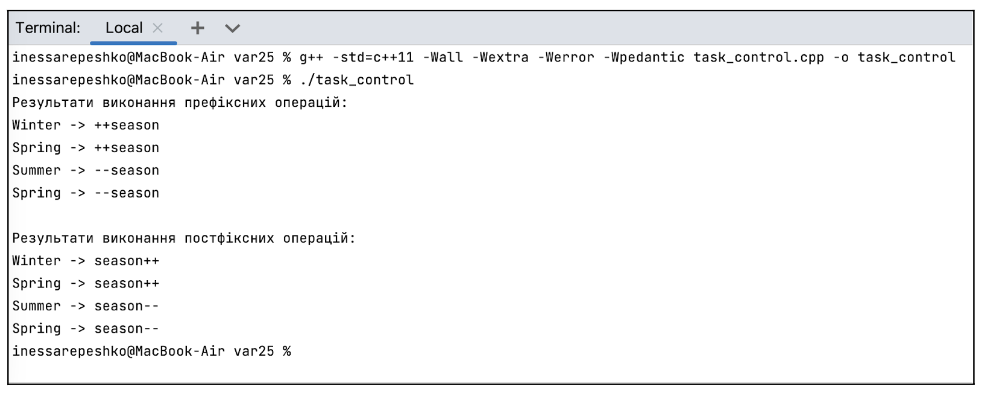 Terminal: Local × + ∨
inessarepeshko@MacBook-Air var25 % g++ -std=c++11 -Wall -Wextra -Werror -Wpedantic task_control.cpp -o task_control
inessarepeshko@MacBook-Air var25 % ./task_control
Результати виконання префіксних операцій:
Winter -> ++season
Spring -> ++season
Summer -> --season
Spring -> --season
Результати виконання постфіксних операцій:
Winter -> season++
Spring -> season++
Summer -> season--
Spring -> season--
inessarepeshko@MacBook-Air var25 %